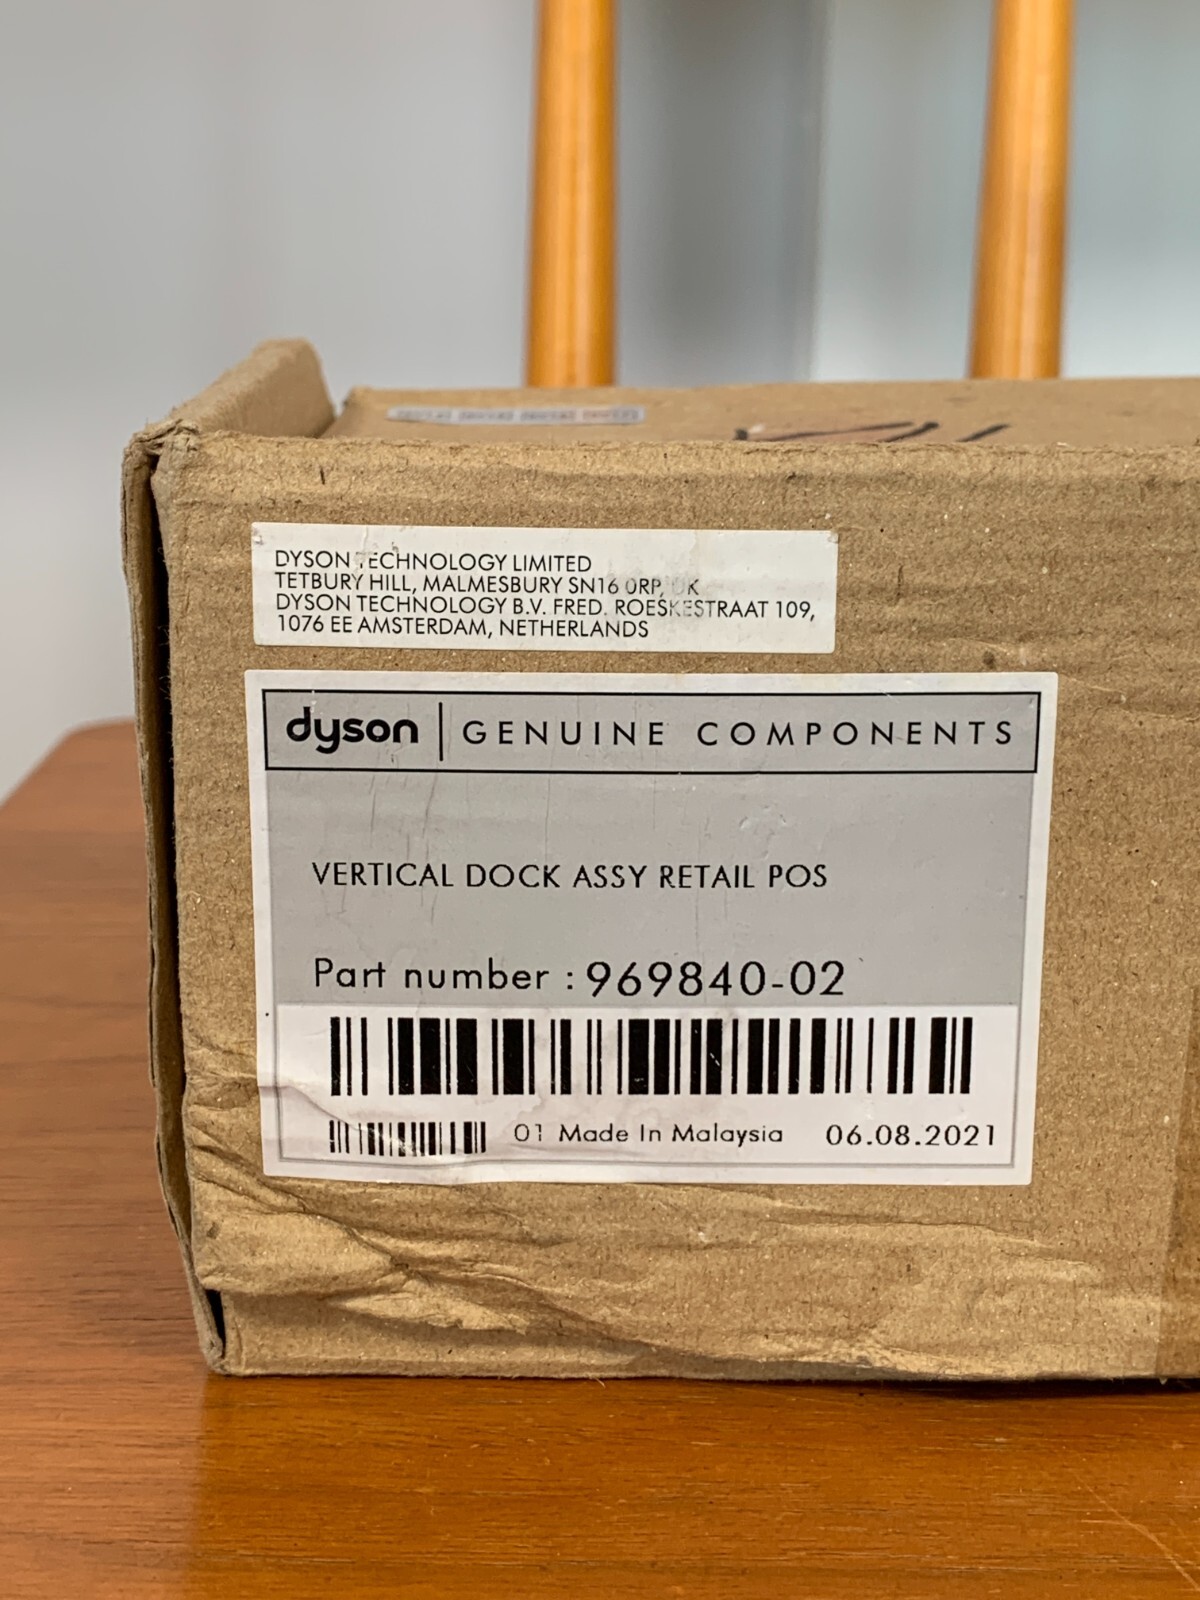 DYSON TECHNOLOGY LIMITED
TETBURY HILL, MALMESBURY SN16 0RP, UK
DYSON TECHNOLOGY B.V. FRED. ROESKESTRAAT 109,
1076 EE AMSTERDAM, NETHERLANDS
dyson | GENUINE COMPONENTS
VERTICAL DOCK ASSY RETAIL POS
Part number : 969840-02
01 Made In Malaysia 06.08.2021